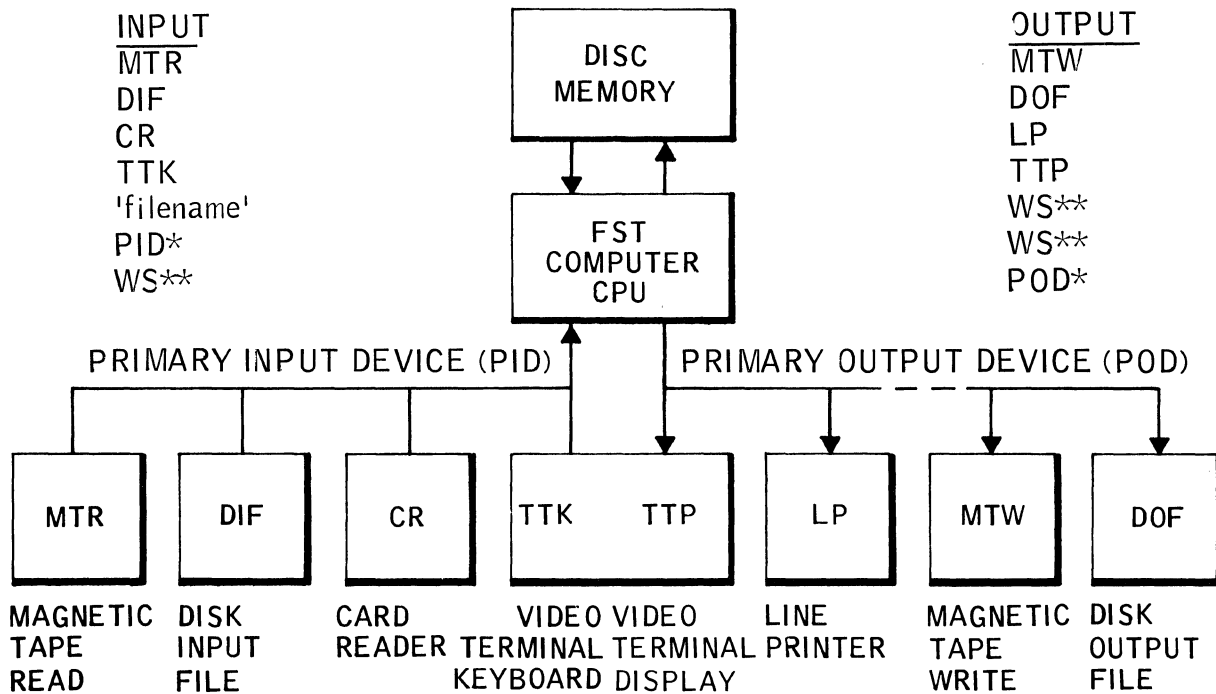 INPUT
MTR
DIF
CR
TTK
'filename'
PID*
WS**
DISC
MEMORY
FST
COMPUTER
CPU
OUTPUT
MTW
DOF
LP
TTP
WS**
WS**
POD*
PRIMARY INPUT DEVICE (PID)
PRIMARY OUTPUT DEVICE (POD)
MTR
DIF
CR
TTK
TTP
LP
MTW
DOF
MAGNETIC
TAPE
READ
DISK
INPUT
FILE
CARD
READER
VIDEO
TERMINAL
KEYBOARD
VIDEO
TERMINAL
DISPLAY
LINE
PRINTER
MAGNETIC
TAPE
WRITE
DISK
OUTPUT
FILE